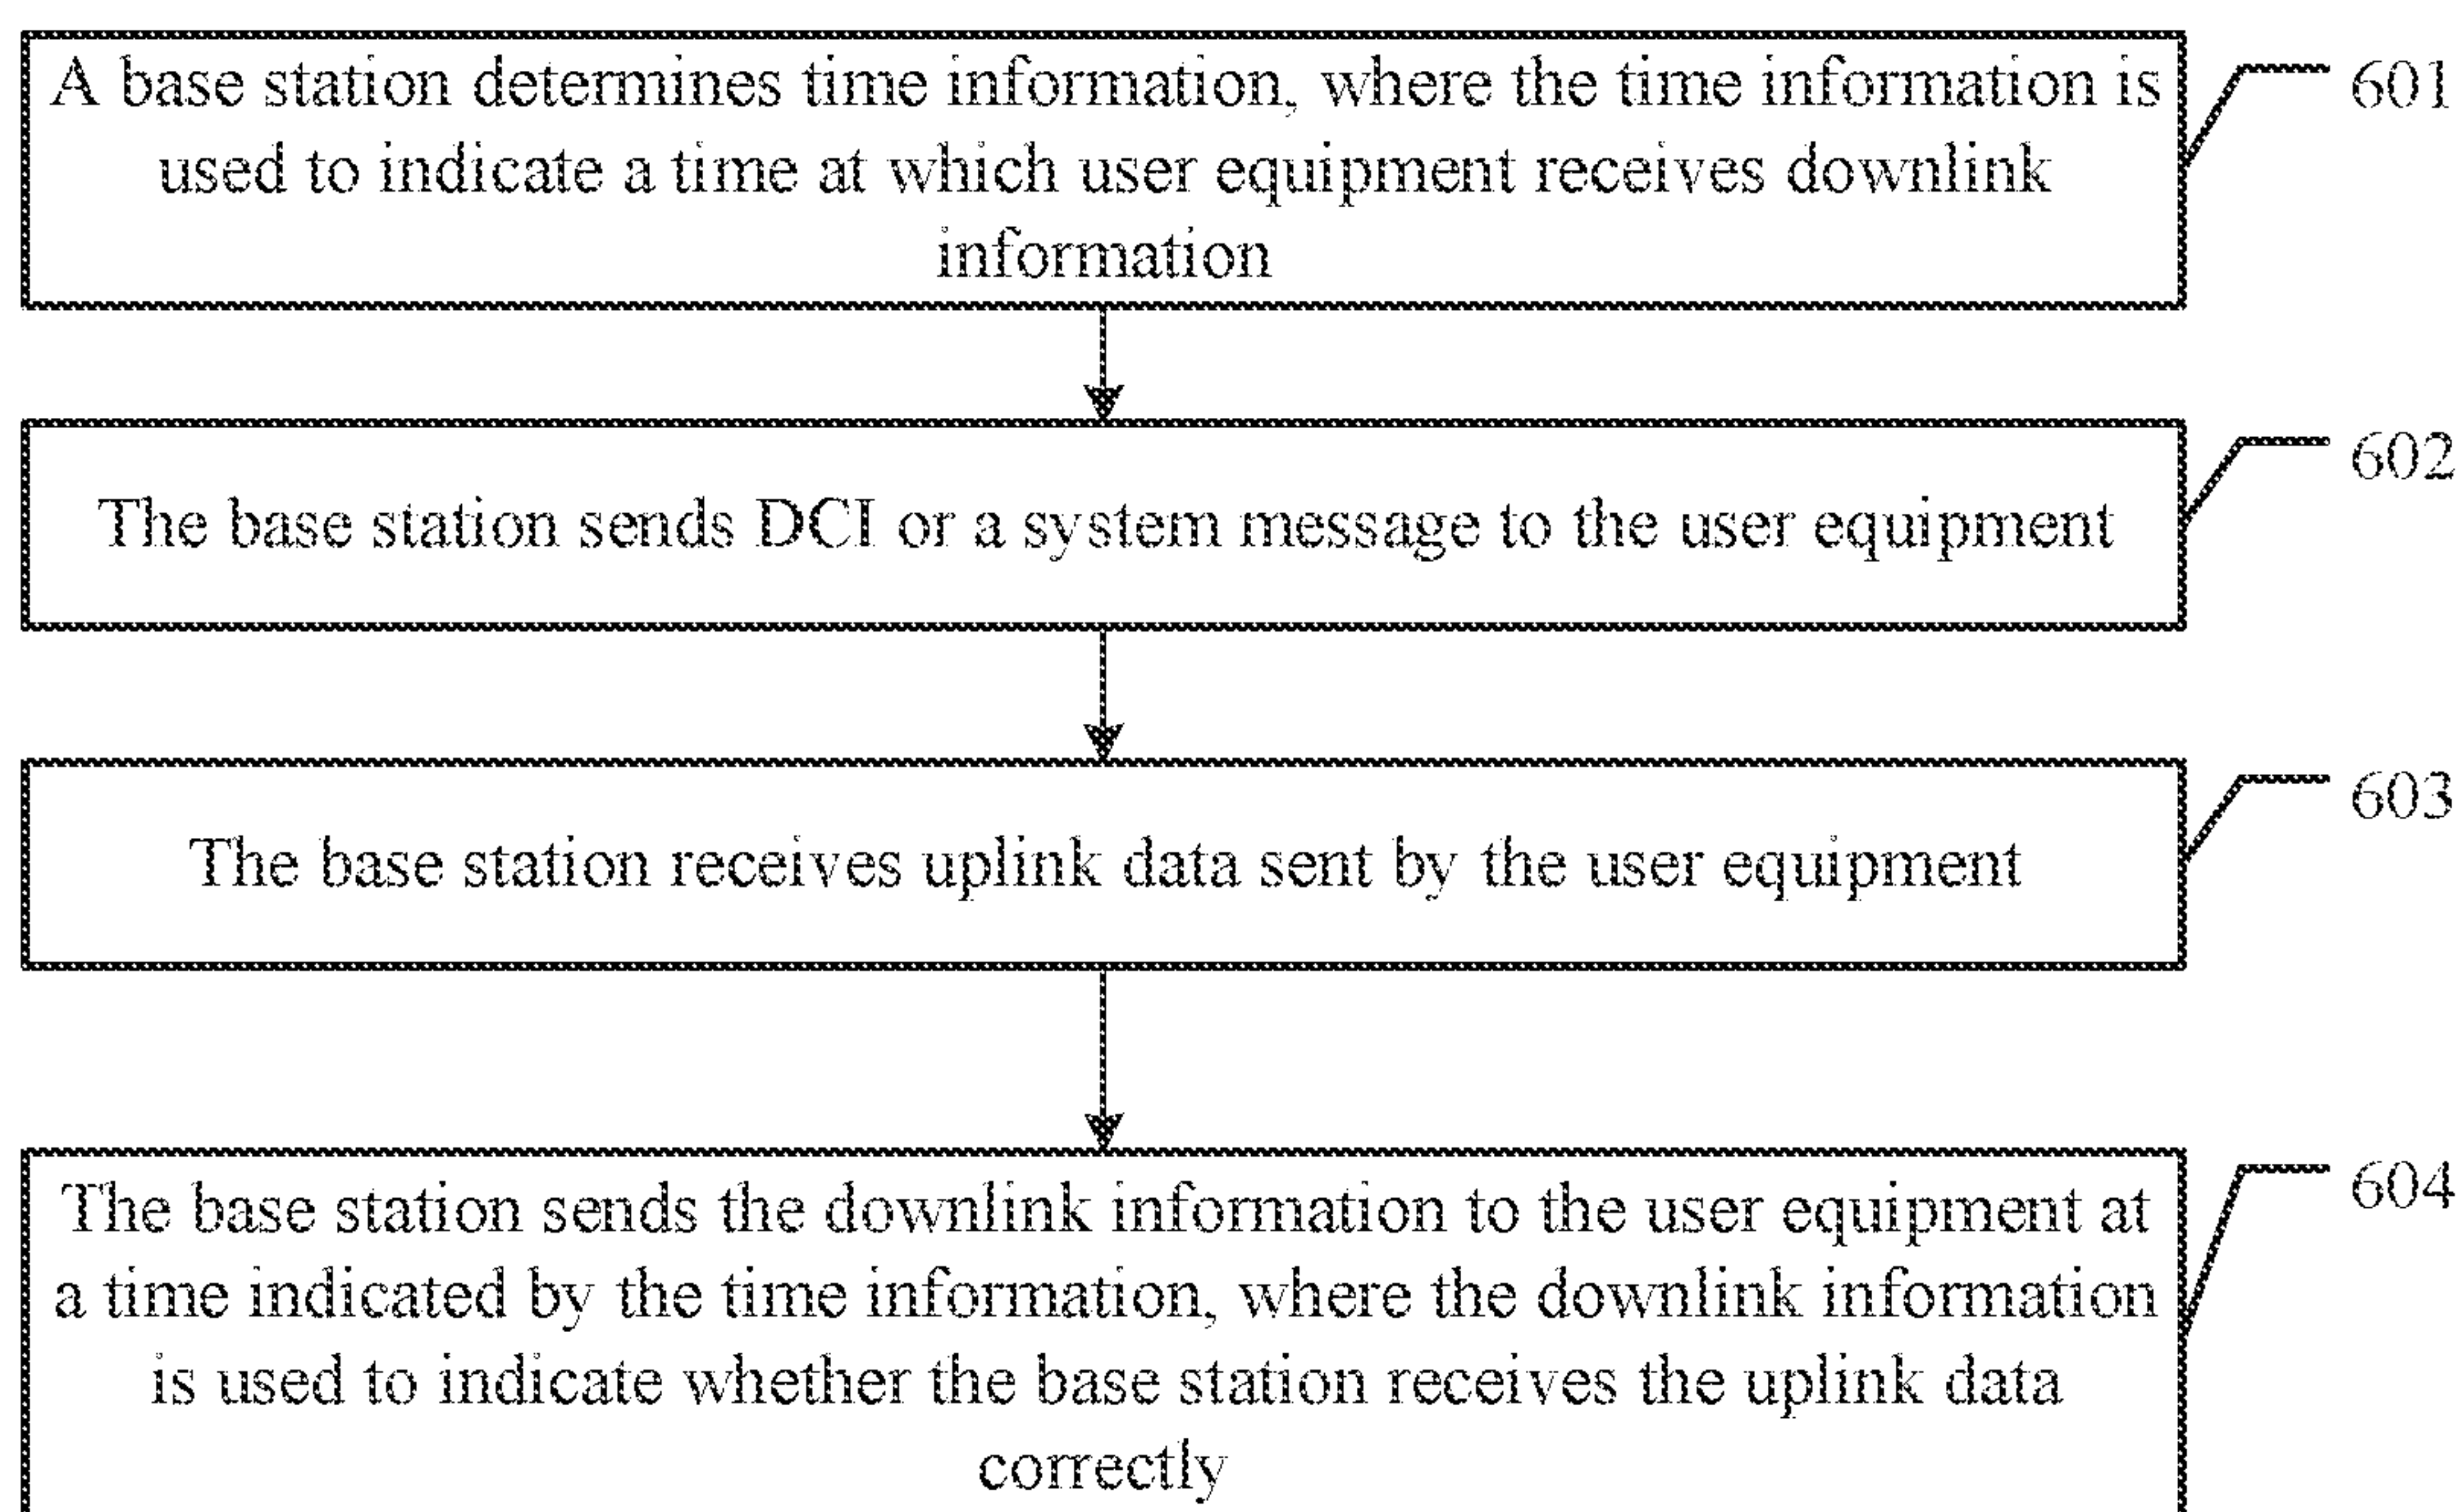 A base station determines time information, where the time information is
used to indicate a time at which user equipment receives downlink
information
601
The base station sends DCI or a system message to the user equipment
602
The base station receives uplink data sent by the user equipment
603
The base station sends the downlink information to the user equipment at
a time indicated by the time information, where the downlink information
is used to indicate whether the base station receives the uplink data
correctly
604